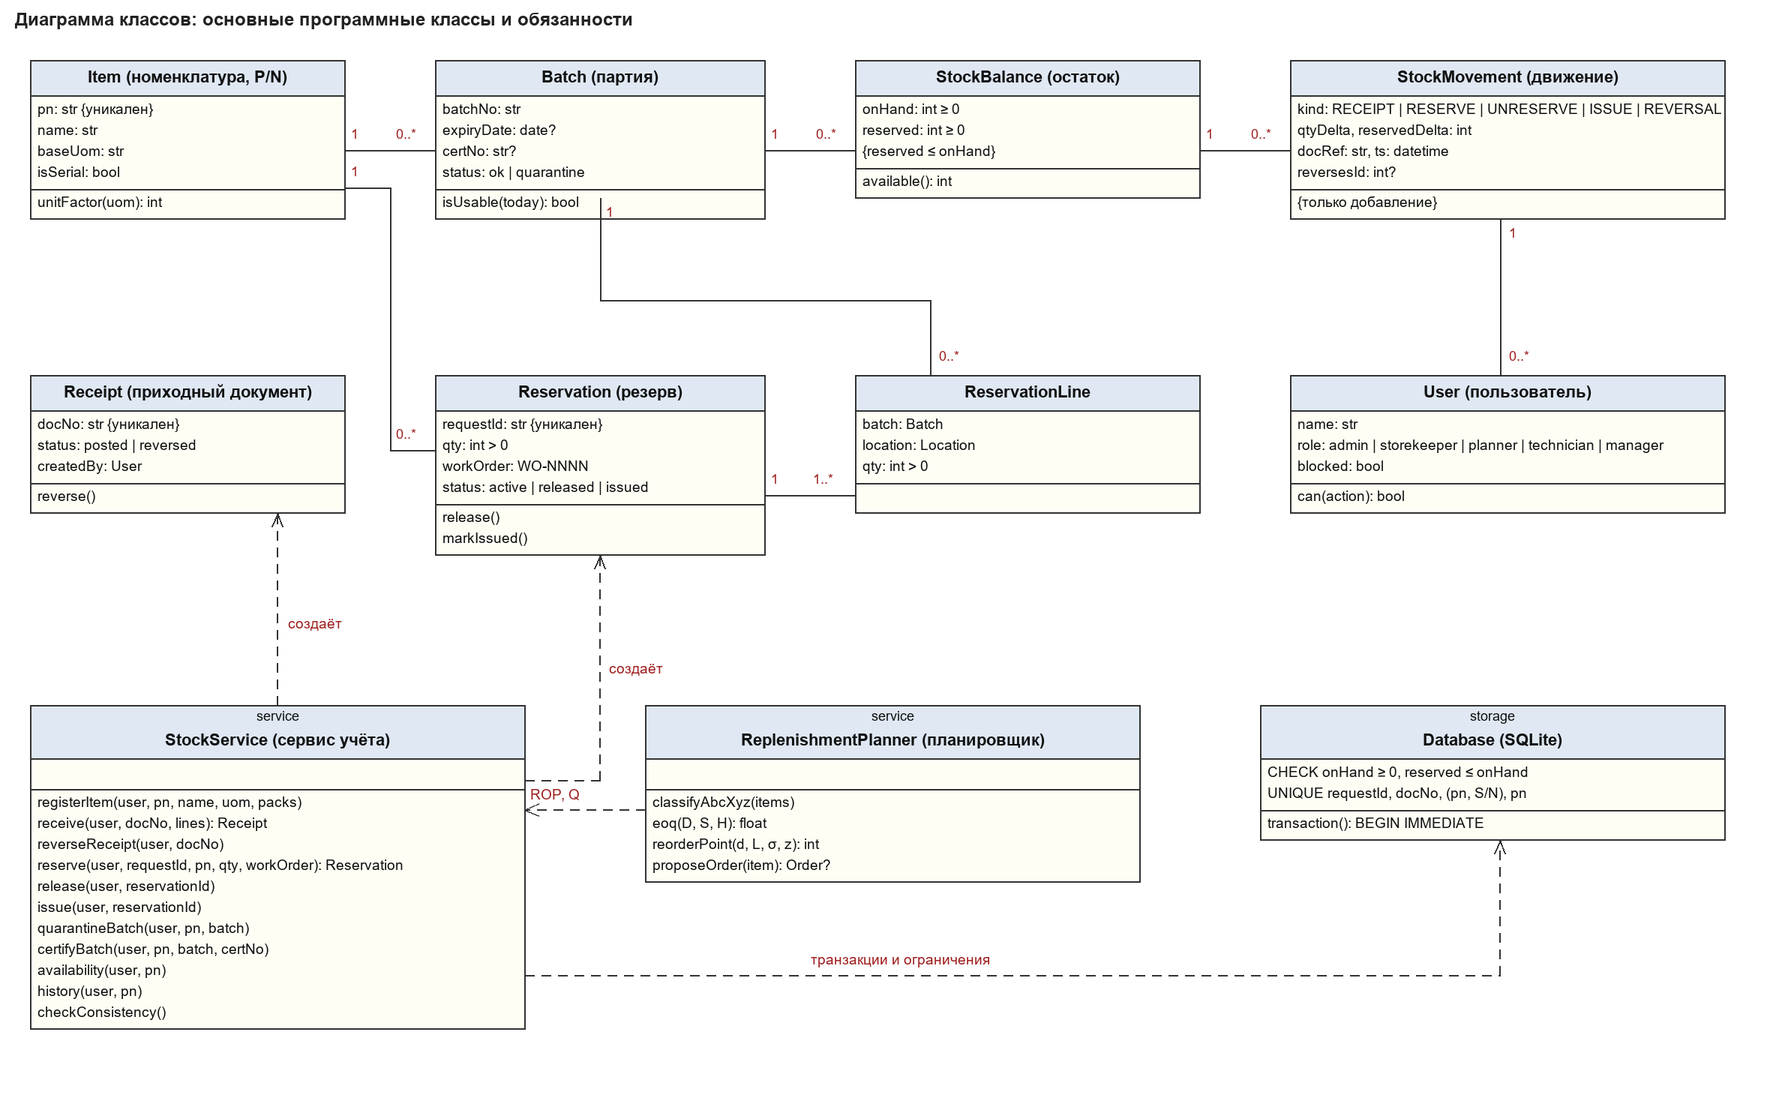 Диаграмма классов: основные программные классы и обязанности
Item (номенклатура, P/N)
pn: str {уникален}
name: str
baseUom: str
isSerial: bool
unitFactor(uom): int
1
0..*
1
Batch (партия)
batchNo: str
expiryDate: date?
certNo: str?
status: ok | quarantine
isUsable(today): bool
1
1
0..*
StockBalance (остаток)
onHand: int ≥ 0
reserved: int ≥ 0
{reserved ≤ onHand}
available(): int
1
0..*
StockMovement (движение)
kind: RECEIPT | RESERVE | UNRESERVE | ISSUE | REVERSAL
qtyDelta, reservedDelta: int
docRef: str, ts: datetime
reversesId: int?
{только добавление}
1
0..*
0..*
Receipt (приходный документ)
docNo: str {уникален}
status: posted | reversed
createdBy: User
reverse()
0..*
Reservation (резерв)
requestId: str {уникален}
qty: int > 0
workOrder: WO-NNNN
status: active | released | issued
release()
markIssued()
1
1..*
ReservationLine
batch: Batch
location: Location
qty: int > 0
User (пользователь)
name: str
role: admin | storekeeper | planner | technician | manager
blocked: bool
can(action): bool
создаёт
создаёт
service
StockService (сервис учёта)
registerItem(user, pn, name, uom, packs)
receive(user, docNo, lines): Receipt
reverseReceipt(user, docNo)
reserve(user, requestId, pn, qty, workOrder): Reservation
release(user, reservationId)
issue(user, reservationId)
quarantineBatch(user, pn, batch)
certifyBatch(user, pn, batch, certNo)
availability(user, pn)
history(user, pn)
checkConsistency()
ROP, Q
service
ReplenishmentPlanner (планировщик)
classifyAbcXyz(items)
eoq(D, S, H): float
reorderPoint(d, L, σ, z): int
proposeOrder(item): Order?
storage
Database (SQLite)
CHECK onHand ≥ 0, reserved ≤ onHand
UNIQUE requestId, docNo, (pn, S/N), pn
transaction(): BEGIN IMMEDIATE
транзакции и ограничения